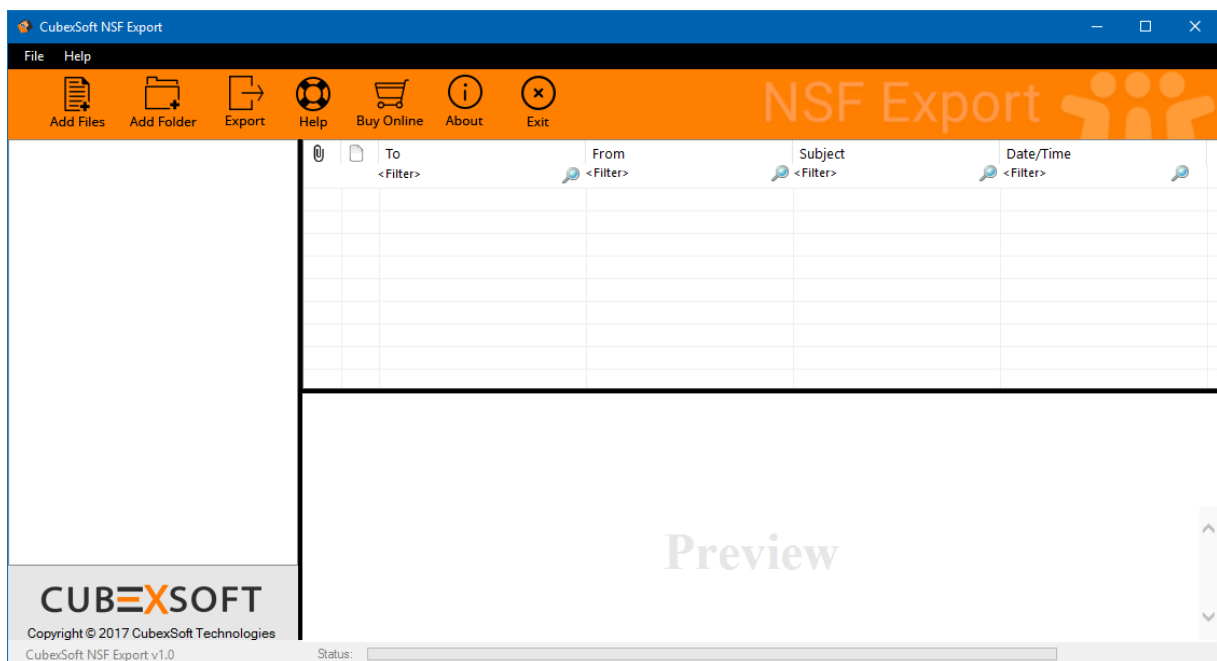 CubexSoft NSF Export
File Help
Add Files Add Folder Export Help Buy Online About Exit
NSF Export
To From Subject Date/Time
<Filter> <Filter> <Filter> <Filter>
Preview
CUBEXSOFT
Copyright © 2017 CubexSoft Technologies
CubexSoft NSF Export v1.0 Status: